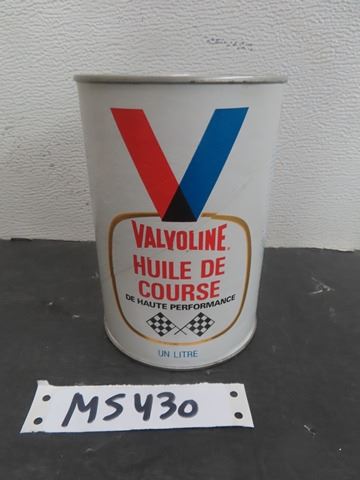 VALVOLINE®
HUILE DE
COURSE
DE HAUTE PERFORMANCE
UN LITRE
MS430